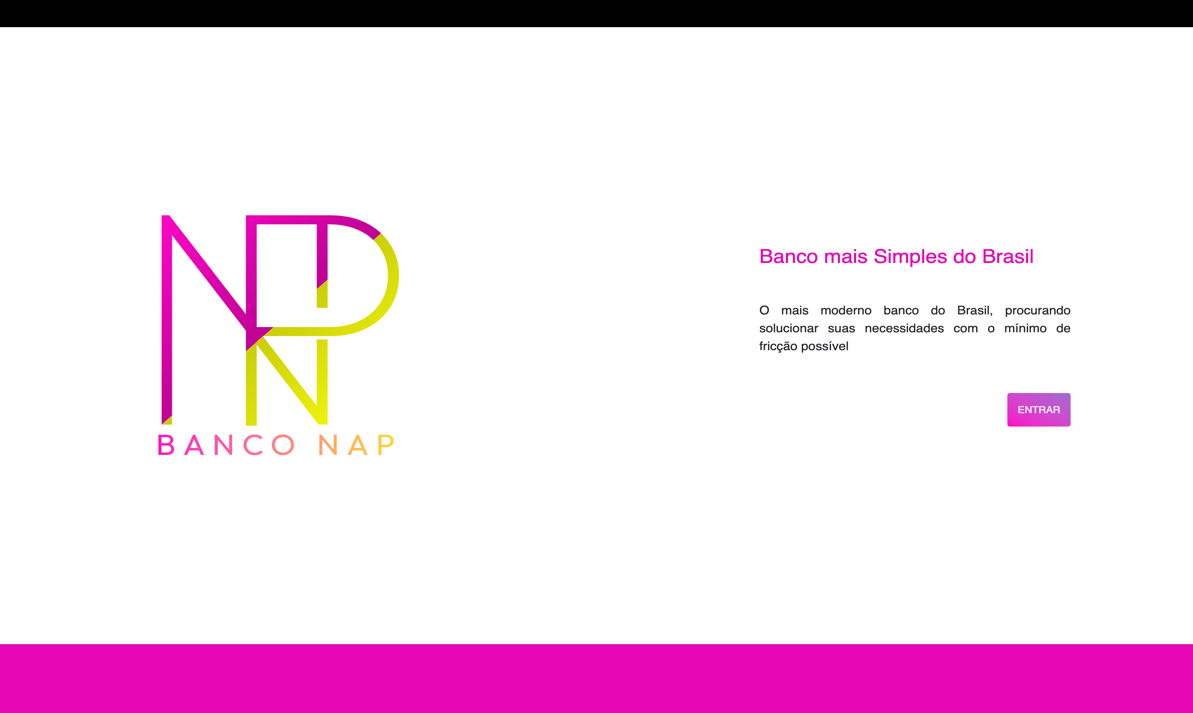 BANCO NAP
Banco mais Simples do Brasil
O mais moderno banco do Brasil, procurando
solucionar suas necessidades com o mínimo de
fricção possível
ENTRAR